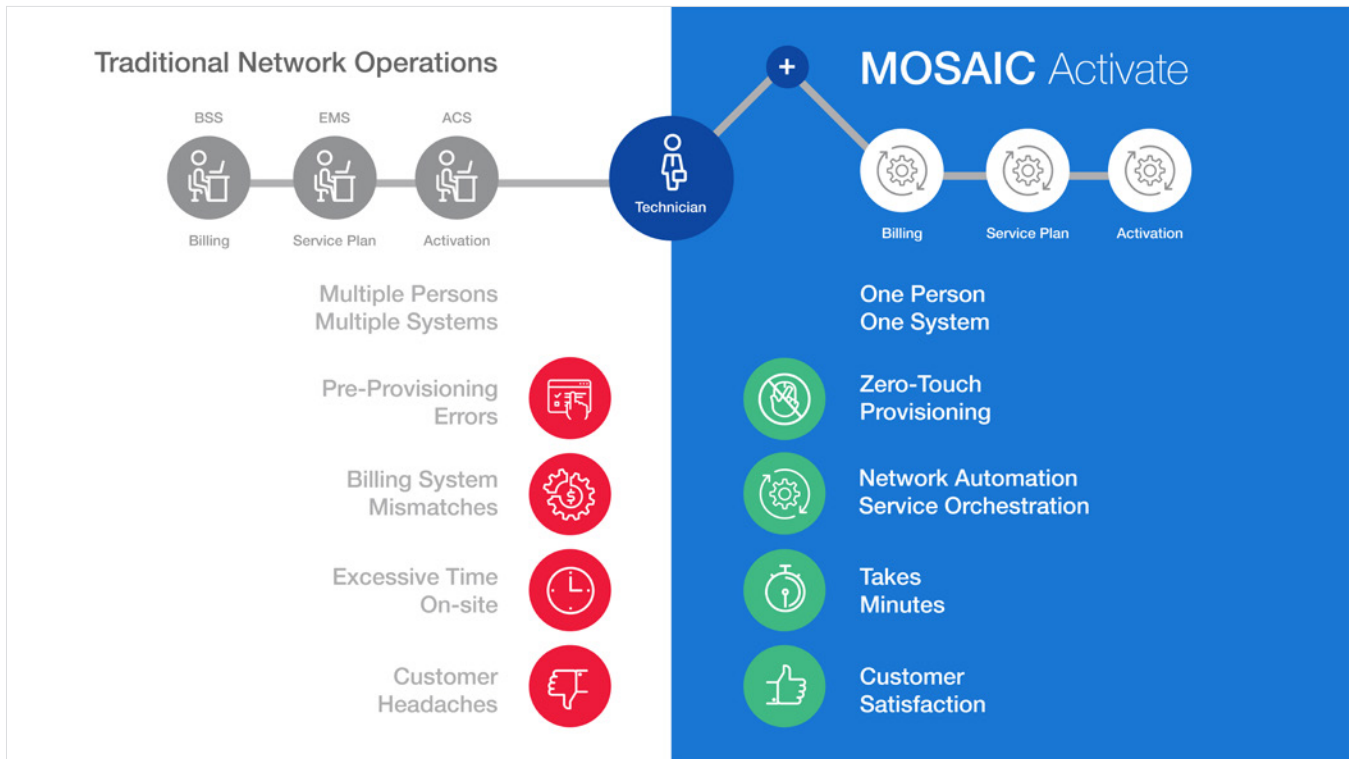 Traditional Network Operations
BSS
EMS
ACS
Billing
Service Plan
Activation
Technician
+
MOSAIC Activate
Billing
Service Plan
Activation
Multiple Persons
Multiple Systems
Pre-Provisioning
Errors
$
Billing System
Mismatches
Excessive Time
On-site
Customer
Headaches
One Person
One System
Zero-Touch
Provisioning
Network Automation
Service Orchestration
Takes
Minutes
Customer
Satisfaction